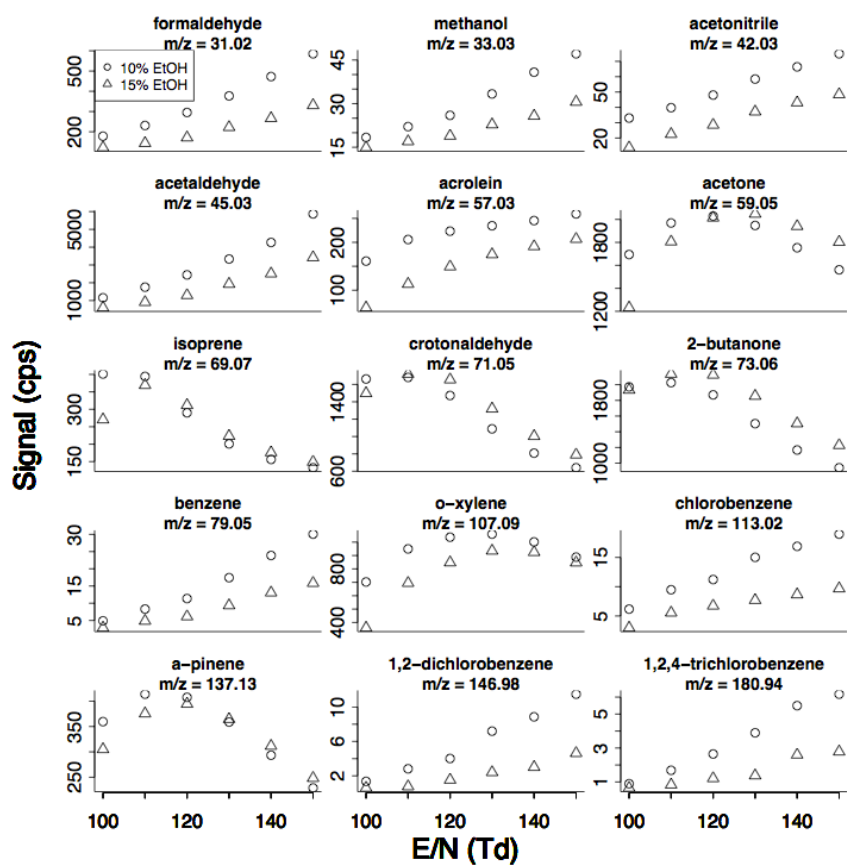 formaldehyde
m/z = 31.02
methanol
m/z = 33.03
acetonitrile
m/z = 42.03
10% EtOH
15% EtOH
200 500
15 30 45
20 50
acetaldehyde
m/z = 45.03
acrolein
m/z = 57.03
acetone
m/z = 59.05
1000 5000
100 200
1200 1800
isoprene
m/z = 69.07
crotonaldehyde
m/z = 71.05
2-butanone
m/z = 73.06
150 300
600 1400
1000 1800
Signal (cps)
benzene
m/z = 79.05
o-xylene
m/z = 107.09
chlorobenzene
m/z = 113.02
5 15 30
400 800
5 15
a-pinene
m/z = 137.13
1,2-dichlorobenzene
m/z = 146.98
1,2,4-trichlorobenzene
m/z = 180.94
250 350
2 6 10
1 3 5
100 120 140
100 120 140
100 120 140
E/N (Td)